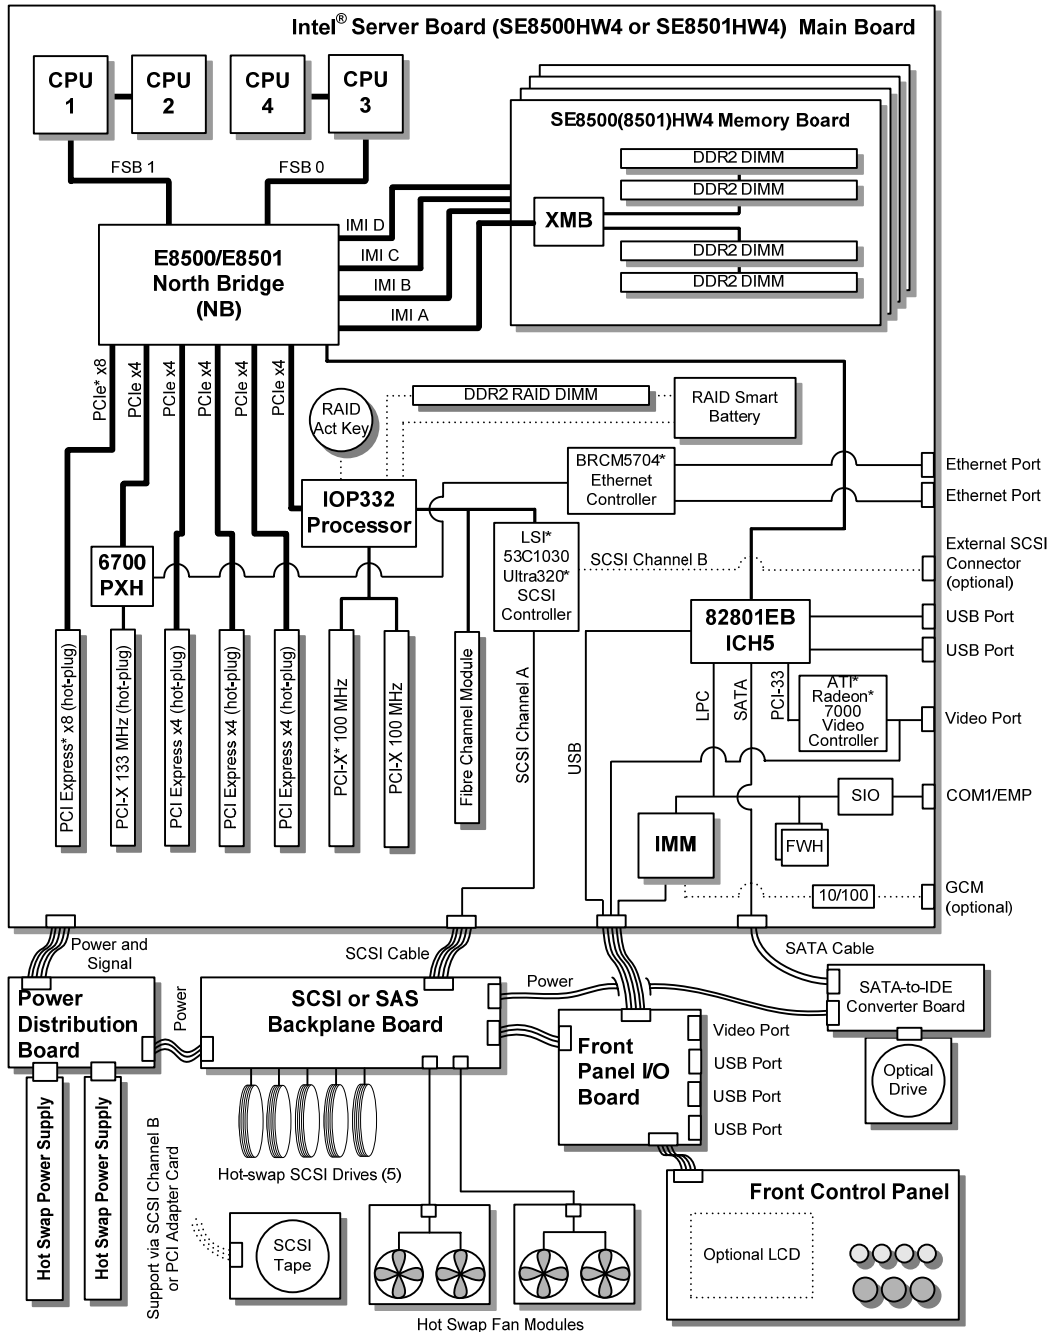 Intel® Server Board (SE8500HW4 or SE8501HW4) Main Board
CPU
1
CPU
2
CPU
4
CPU
3
FSB 1
FSB 0
SE8500(8501)HW4 Memory Board
DDR2 DIMM
DDR2 DIMM
XMB
DDR2 DIMM
DDR2 DIMM
IMI D
IMI C
IMI B
IMI A
E8500/E8501
North Bridge
(NB)
PCIe* x8
PCIe x4
PCIe x4
PCIe x4
PCIe x4
PCIe x4
RAID
Act Key
DDR2 RAID DIMM
RAID Smart
Battery
BRCM5704*
Ethernet
Controller
Ethernet Port
Ethernet Port
IOP332
Processor
LSI*
53C1030
Ultra320*
SCSI
Controller
SCSI Channel B
External SCSI
Connector
(optional)
6700
PXH
82801EB
ICH5
USB Port
USB Port
PCI Express* x8 (hot-plug)
PCI-X 133 MHz (hot-plug)
PCI Express x4 (hot-plug)
PCI Express x4 (hot-plug)
PCI Express x4 (hot-plug)
PCI-X* 100 MHz
PCI-X 100 MHz
Fibre Channel Module
SCSI Channel A
USB
LPC
SATA
PCI-33
ATI*
Radeon*
7000
Video
Controller
Video Port
SIO
COM1/EMP
IMM
FWH
10/100
GCM
(optional)
Power and
Signal
SCSI Cable
SATA Cable
Power
Distribution
Board
Power
SCSI or SAS
Backplane Board
Power
SATA-to-IDE
Converter Board
Optical
Drive
Front
Panel I/O
Board
Video Port
USB Port
USB Port
USB Port
Hot Swap Power Supply
Hot Swap Power Supply
Support via SCSI Channel B
or PCI Adapter Card
Hot-swap SCSI Drives (5)
SCSI
Tape
Hot Swap Fan Modules
Front Control Panel
Optional LCD